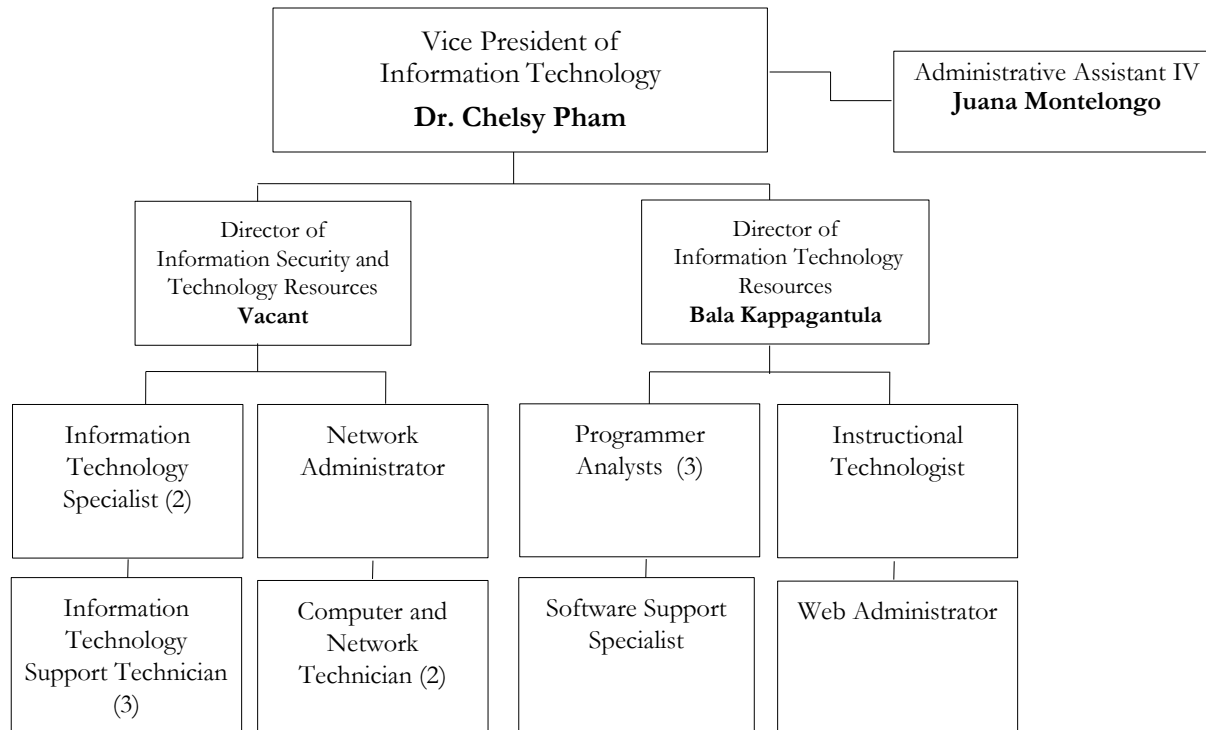 Vice President of
Information Technology
Dr. Chelsy Pham
Administrative Assistant IV
Juana Montelongo
Director of
Information Security and
Technology Resources
Vacant
Director of
Information Technology
Resources
Bala Kappagantula
Information
Technology
Specialist (2)
Network
Administrator
Programmer
Analysts (3)
Instructional
Technologist
Information
Technology
Support Technician
(3)
Computer and
Network
Technician (2)
Software Support
Specialist
Web Administrator